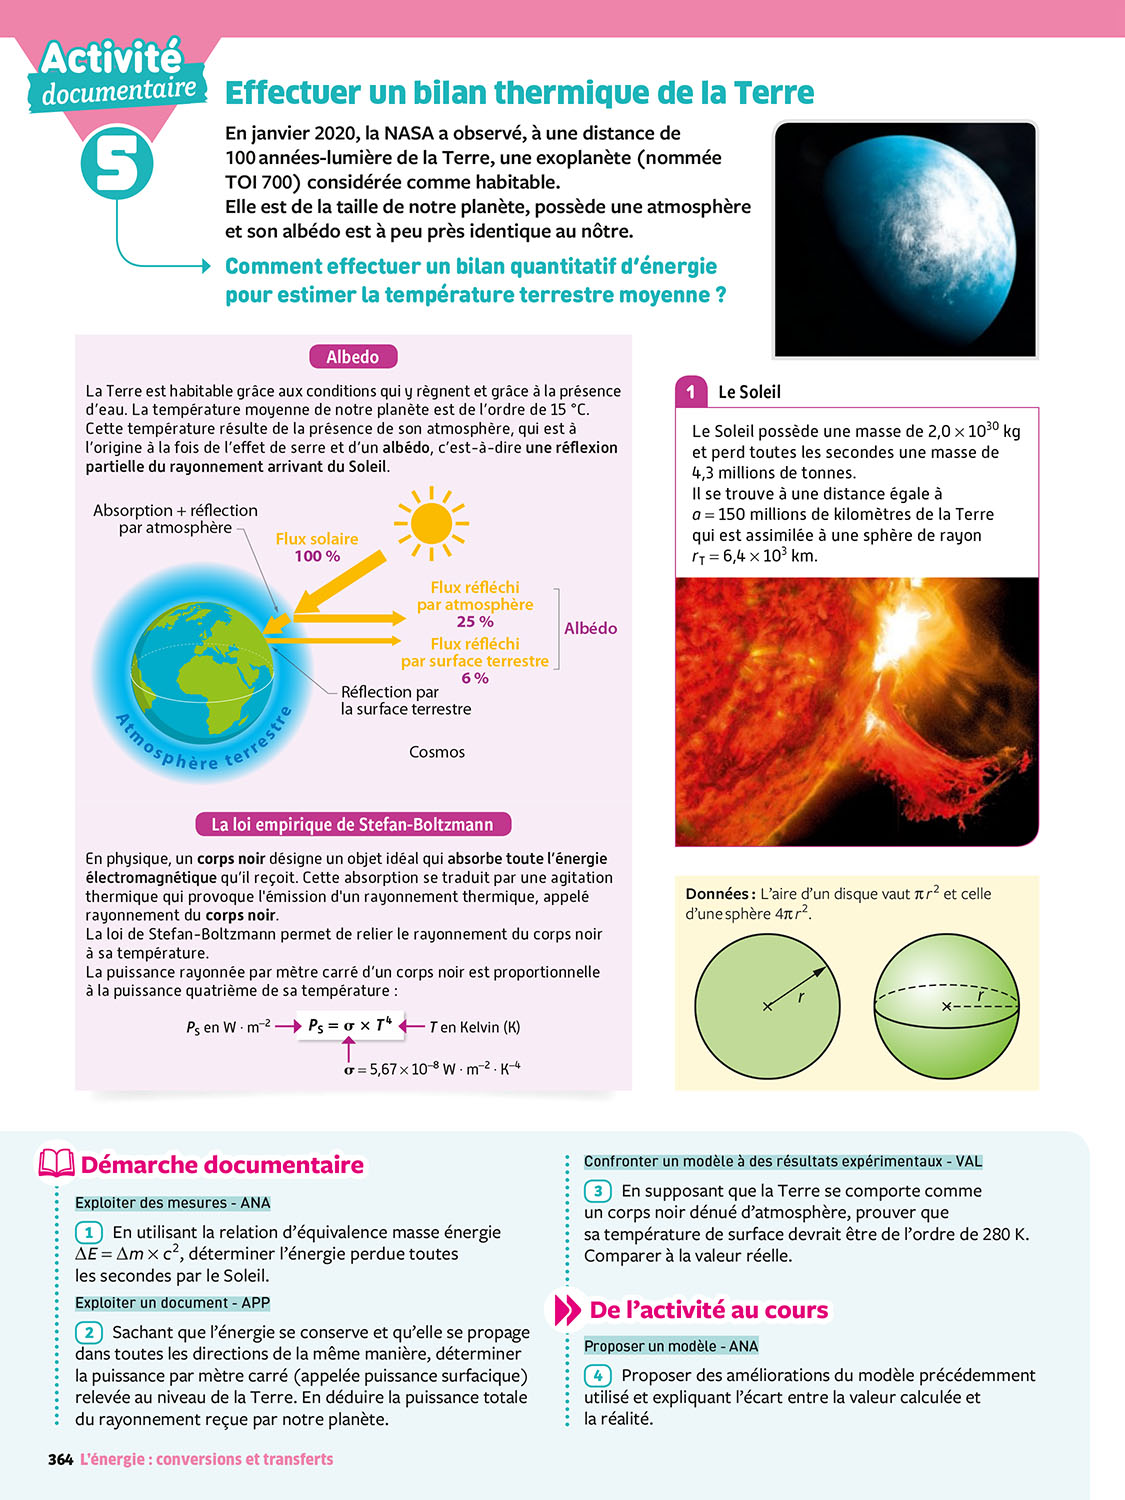 Activité
documentaire
5
Effectuer un bilan thermique de la Terre
En janvier 2020, la NASA a observé, à une distance de
100 années-lumière de la Terre, une exoplanète (nommée
TOI 700) considérée comme habitable.
Elle est de la taille de notre planète, possède une atmosphère
et son albédo est à peu près identique au nôtre.
Comment effectuer un bilan quantitatif d'énergie
pour estimer la température terrestre moyenne ?
Albedo
La Terre est habitable grâce aux conditions qui y règnent et grâce à la présence
d'eau. La température moyenne de notre planète est de l'ordre de 15 °C.
Cette température résulte de la présence de son atmosphère, qui est à
l'origine à la fois de l'effet de serre et d'un albédo, c'est-à-dire une réflexion
partielle du rayonnement arrivant du Soleil.
Absorption + réflection
par atmosphère
Flux solaire
100 %
Flux réfléchi
par atmosphère
25 %
Albédo
Flux réfléchi
par surface terrestre
6 %
Réflection par
la surface terrestre
Atmosphère terrestre
Cosmos
La loi empirique de Stefan-Boltzmann
En physique, un corps noir désigne un objet idéal qui absorbe toute l'énergie
électromagnétique qu'il reçoit. Cette absorption se traduit par une agitation
thermique qui provoque l'émission d'un rayonnement thermique, appelé
rayonnement du corps noir.
La loi de Stefan-Boltzmann permet de relier le rayonnement du corps noir
à sa température.
La puissance rayonnée par mètre carré d'un corps noir est proportionnelle
à la puissance quatrième de sa température :
P_S en W · m⁻² P_S = σ × T⁴ T en Kelvin (K)
σ = 5,67 × 10⁻⁸ W · m⁻² · K⁻⁴
1 Le Soleil
Le Soleil possède une masse de 2,0 × 10³⁰ kg
et perd toutes les secondes une masse de
4,3 millions de tonnes.
Il se trouve à une distance égale à
a = 150 millions de kilomètres de la Terre
qui est assimilée à une sphère de rayon
r_T = 6,4 × 10³ km.
Données : L'aire d'un disque vaut πr² et celle
d'une sphère 4πr².
r
r
Démarche documentaire
Exploiter des mesures - ANA
1 En utilisant la relation d'équivalence masse énergie
ΔE = Δm × c², déterminer l'énergie perdue toutes
les secondes par le Soleil.
Exploiter un document - APP
2 Sachant que l'énergie se conserve et qu'elle se propage
dans toutes les directions de la même manière, déterminer
la puissance par mètre carré (appelée puissance surfacique)
relevée au niveau de la Terre. En déduire la puissance totale
du rayonnement reçue par notre planète.
Confronter un modèle à des résultats expérimentaux - VAL
3 En supposant que la Terre se comporte comme
un corps noir dénué d'atmosphère, prouver que
sa température de surface devrait être de l'ordre de 280 K.
Comparer à la valeur réelle.
De l'activité au cours
Proposer un modèle - ANA
4 Proposer des améliorations du modèle précédemment
utilisé et expliquant l'écart entre la valeur calculée et
la réalité.
364 L'énergie : conversions et transferts